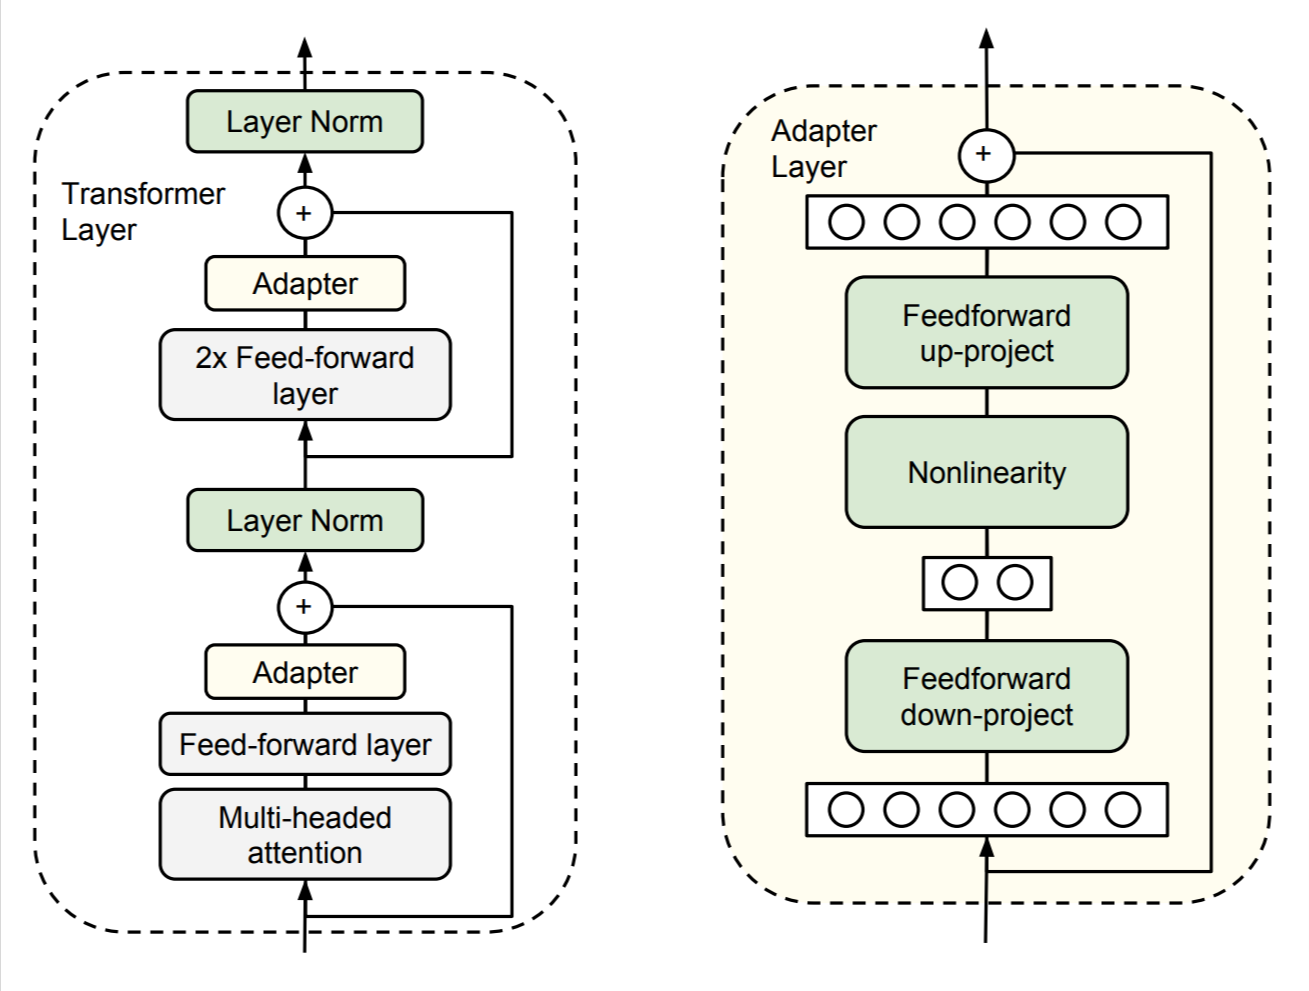 Transformer
Layer
Layer Norm
+
Adapter
2x Feed-forward
layer
Layer Norm
+
Adapter
Feed-forward layer
Multi-headed
attention
Adapter
Layer
+
Feedforward
up-project
Nonlinearity
Feedforward
down-project